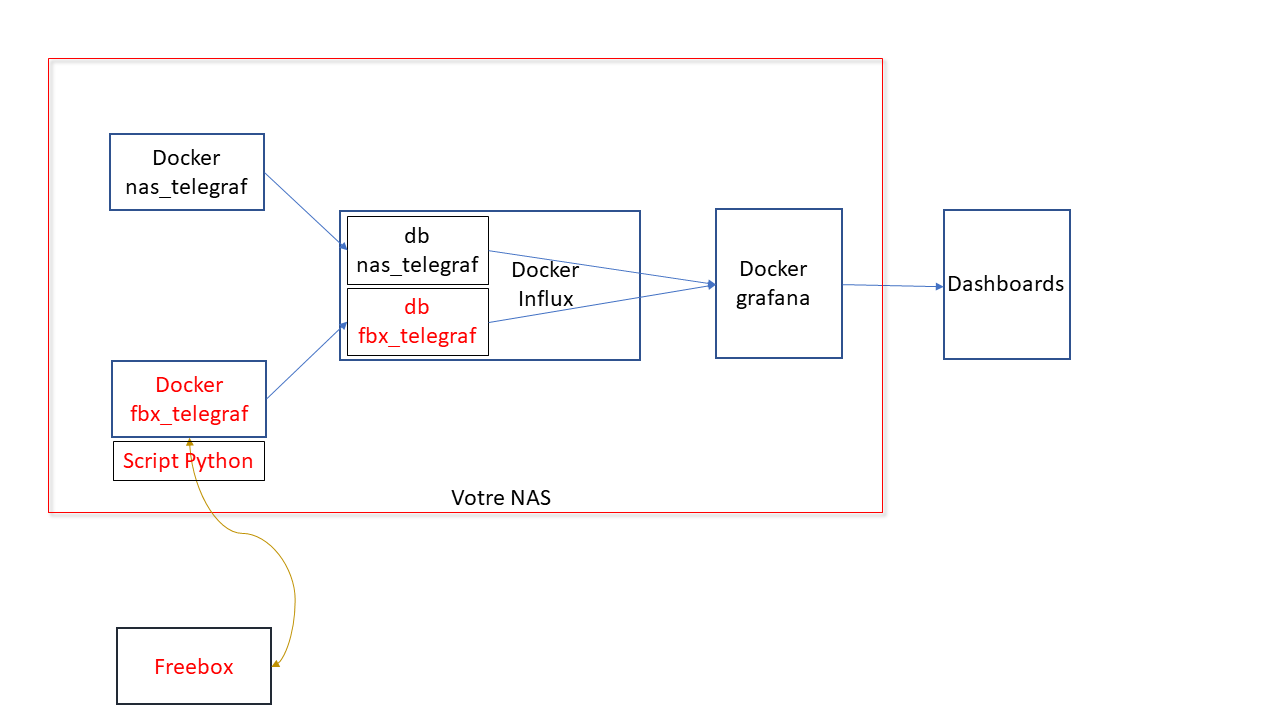 Docker
nas_telegraf
db
nas_telegraf
Docker
Influx
db
fbx_telegraf
Docker
grafana
Dashboards
Docker
fbx_telegraf
Script Python
Votre NAS
Freebox